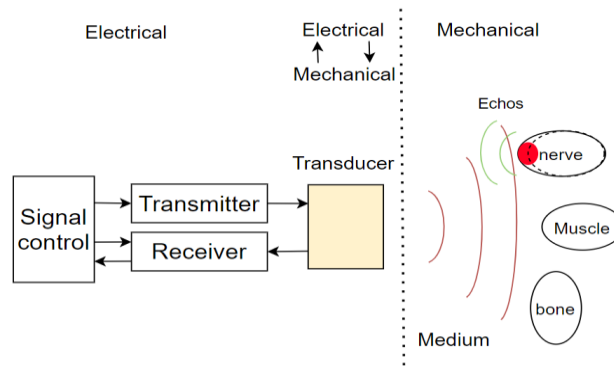 Electrical
Electrical
Mechanical
Mechanical
Echos
nerve
Transducer
Signal
control
Transmitter
Receiver
Muscle
bone
Medium